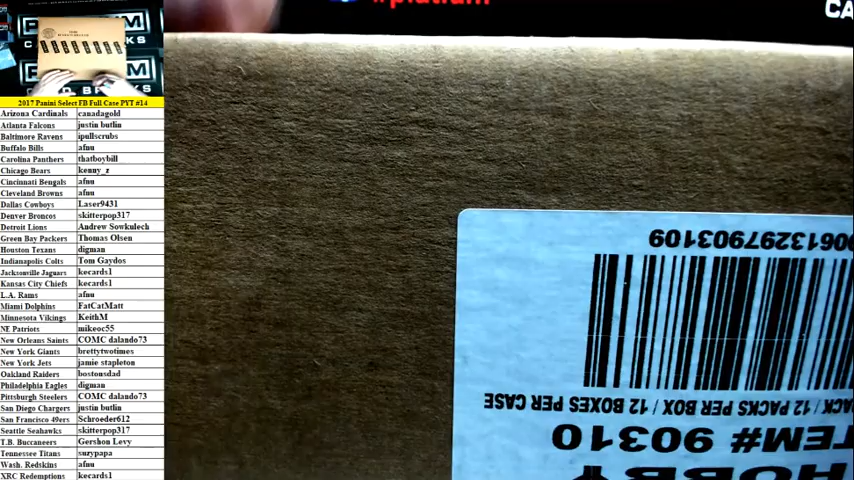 #platium
CA
2017 Panini Select FB Full Case PYT #14
Arizona Cardinals canadagold
Atlanta Falcons justin butlin
Baltimore Ravens ipullscrubs
Buffalo Bills afnu
Carolina Panthers thatboybill
Chicago Bears kenny_z
Cincinnati Bengals afnu
Cleveland Browns afnu
Dallas Cowboys Laser9431
Denver Broncos skitterpop317
Detroit Lions Andrew Sowkulech
Green Bay Packers Thomas Olsen
Houston Texans digman
Indianapolis Colts Tom Gaydos
Jacksonville Jaguars kecards1
Kansas City Chiefs kecards1
L.A. Rams afnu
Miami Dolphins FatCatMatt
Minnesota Vikings KeithM
NE Patriots mikeoc55
New Orleans Saints COMC dalando73
New York Giants brettytwotimes
New York Jets jamie stapleton
Oakland Raiders bostonsdad
Philadelphia Eagles digman
Pittsburgh Steelers COMC dalando73
San Diego Chargers justin butlin
San Francisco 49ers Schroeder612
Seattle Seahawks skitterpop317
T.B. Buccaneers Gershon Levy
Tennessee Titans suzypapa
Wash. Redskins afnu
XRC Redemptions kecards1
HOBBY
ITEM# 90310
PACK / 12 PACKS PER BOX / 12 BOXES PER CASE
00613297903109